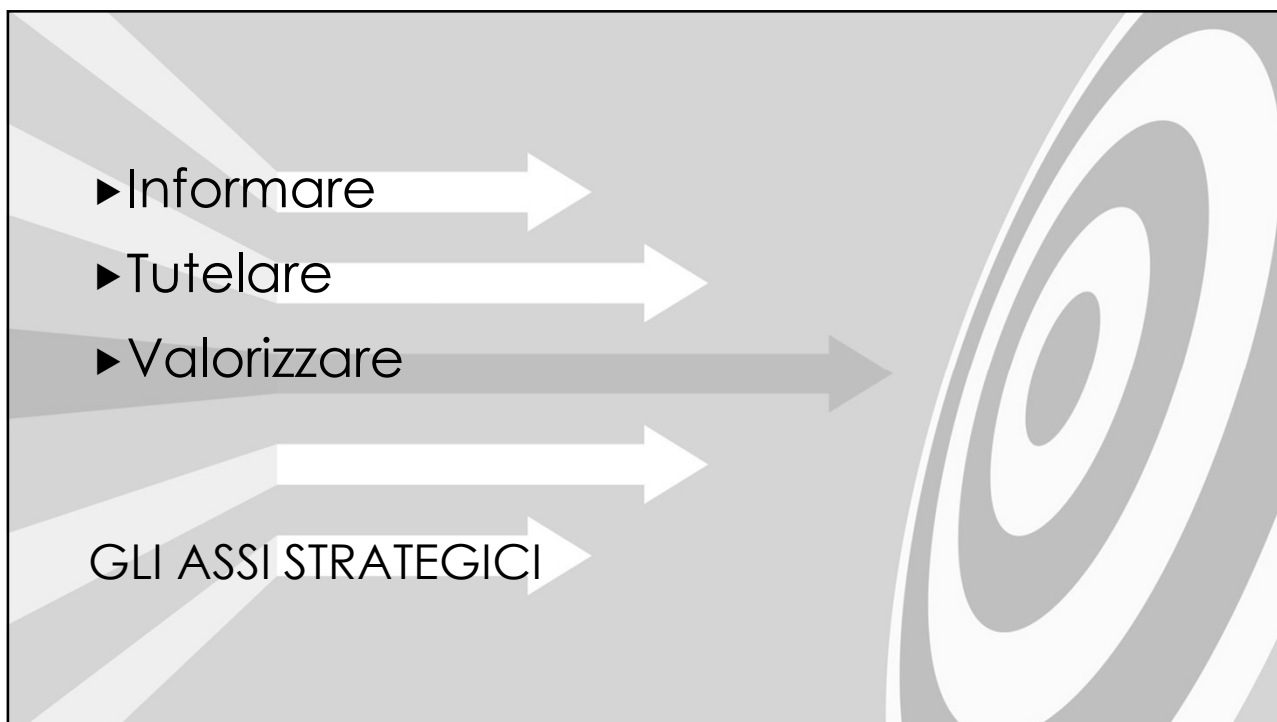 ▶Informare
▶Tutelare
▶Valorizzare
GLI ASSI STRATEGICI